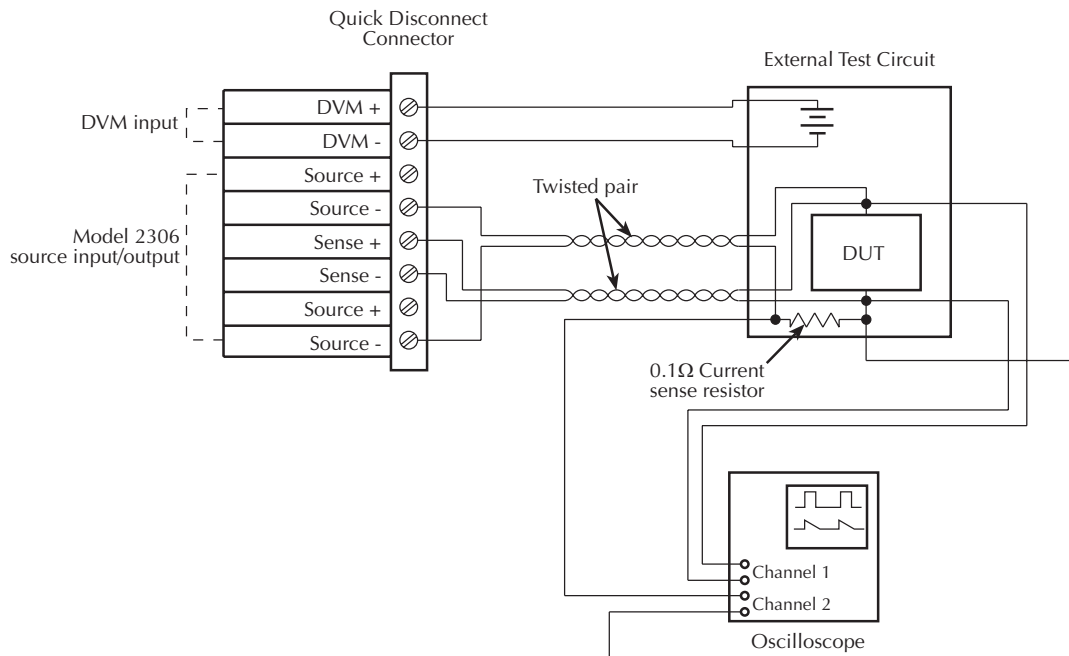 Quick Disconnect
Connector
External Test Circuit
DVM input
DVM +
DVM -
Source +
Source -
Sense +
Sense -
Source +
Source -
Model 2306
source input/output
Twisted pair
DUT
0.1Ω Current
sense resistor
Channel 1
Channel 2
Oscilloscope